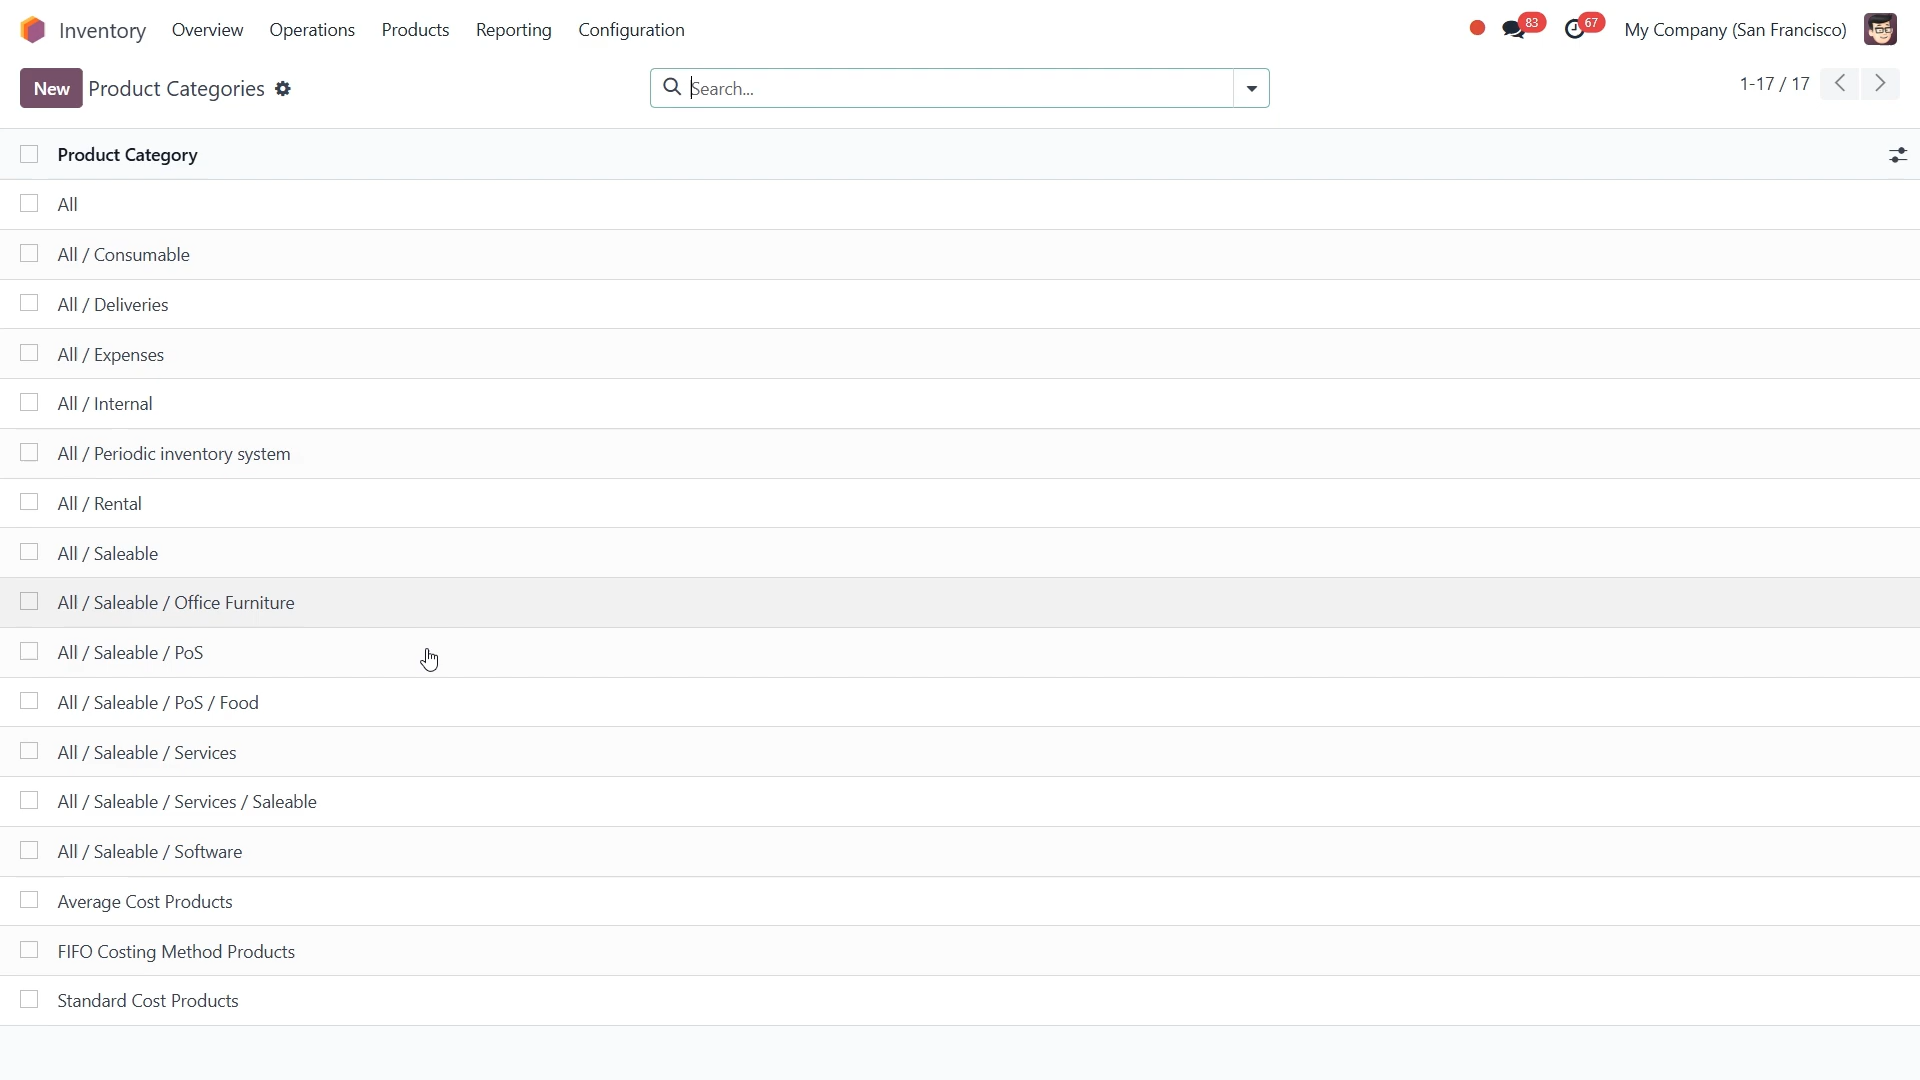 Inventory Overview Operations Products Reporting Configuration 83 67 My Company (San Francisco)
New Product Categories Search... 1-17 / 17
Product Category
All
All / Consumable
All / Deliveries
All / Expenses
All / Internal
All / Periodic inventory system
All / Rental
All / Saleable
All / Saleable / Office Furniture
All / Saleable / PoS
All / Saleable / PoS / Food
All / Saleable / Services
All / Saleable / Services / Saleable
All / Saleable / Software
Average Cost Products
FIFO Costing Method Products
Standard Cost Products